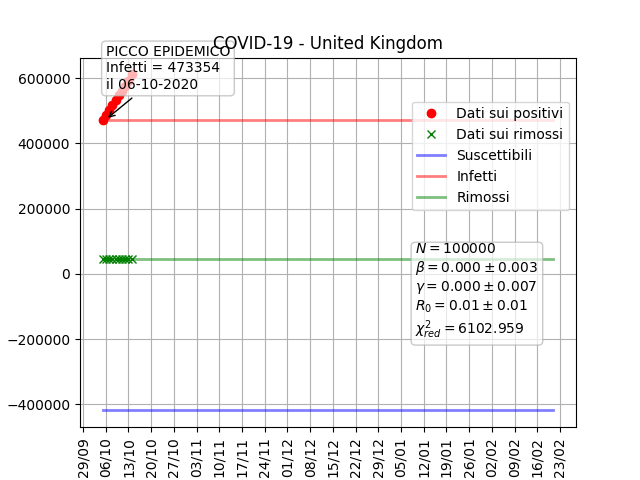 COVID-19 - United Kingdom
PICCO EPIDEMICO
Infetti = 473354
il 06-10-2020
600000
400000
200000
0
−200000
−400000
Dati sui positivi
Dati sui rimossi
Suscettibili
Infetti
Rimossi
N = 100000
β = 0.000 ± 0.003
γ = 0.000 ± 0.007
R₀ = 0.01 ± 0.01
χ²red = 6102.959
29/09
06/10
13/10
20/10
27/10
03/11
10/11
17/11
24/11
01/12
08/12
15/12
22/12
29/12
05/01
12/01
19/01
26/01
02/02
09/02
16/02
23/02